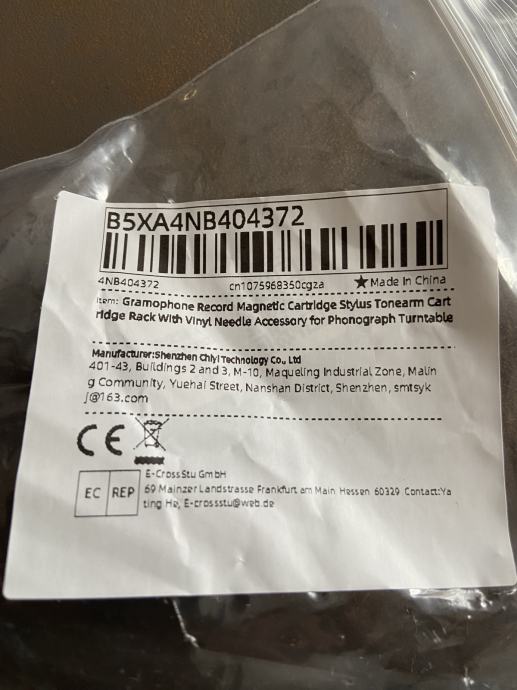 B5XA4NB404372
4NB404372 cn1075968350cgza ★Made in China
Item: Gramophone Record Magnetic Cartridge Stylus Tonearm Cart
ridge Rack With Vinyl Needle Accessory for Phonograph Turntable
Manufacturer:Shenzhen Chiyi Technology Co., Ltd
401-43, Buildings 2 and 3, M-10, Maqueling Industrial Zone, Malin
g Community, Yuehai Street, Nanshan District, Shenzhen, smtsyk
j@163.com
CE
EC REP
E-CrossStu GmbH
69 Mainzer Landstrasse Frankfurt am Main Hessen 60329 Contact:Ya
ting He, E-crossstu@web.de